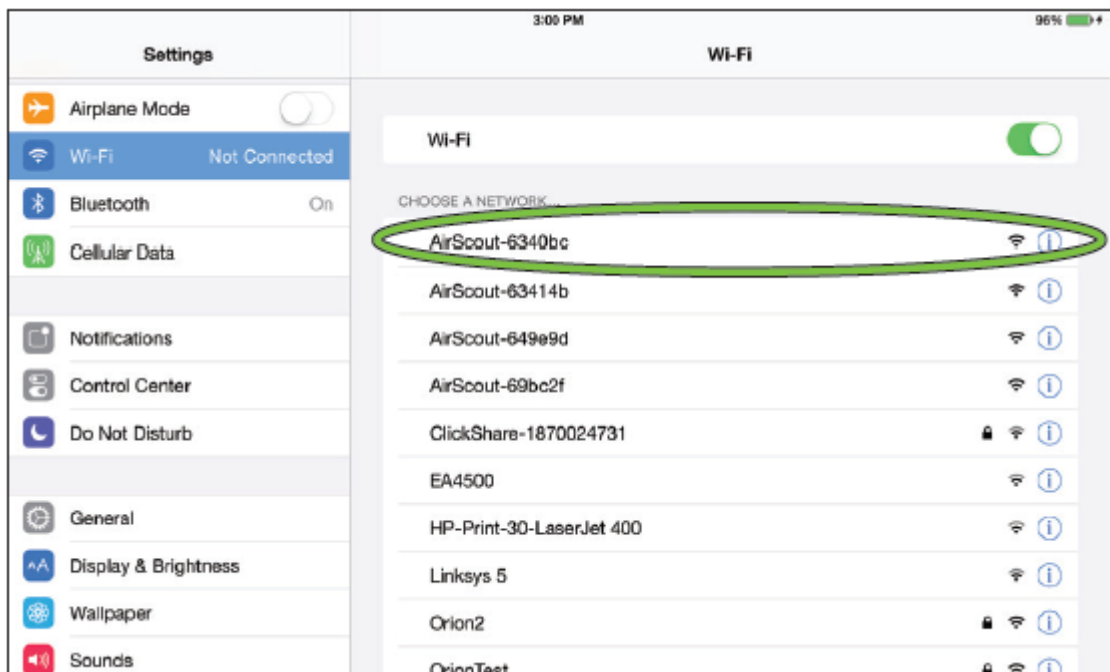 3:00 PM
96%
Settings
Wi-Fi
Airplane Mode
Wi-Fi Not Connected
Bluetooth On
Cellular Data
Notifications
Control Center
Do Not Disturb
General
Display & Brightness
Wallpaper
Sounds
Wi-Fi
CHOOSE A NETWORK...
AirScout-6340bc
AirScout-63414b
AirScout-649e9d
AirScout-69bc2f
ClickShare-1870024731
EA4500
HP-Print-30-LaserJet 400
Linksys 5
Orion2
OrionTest